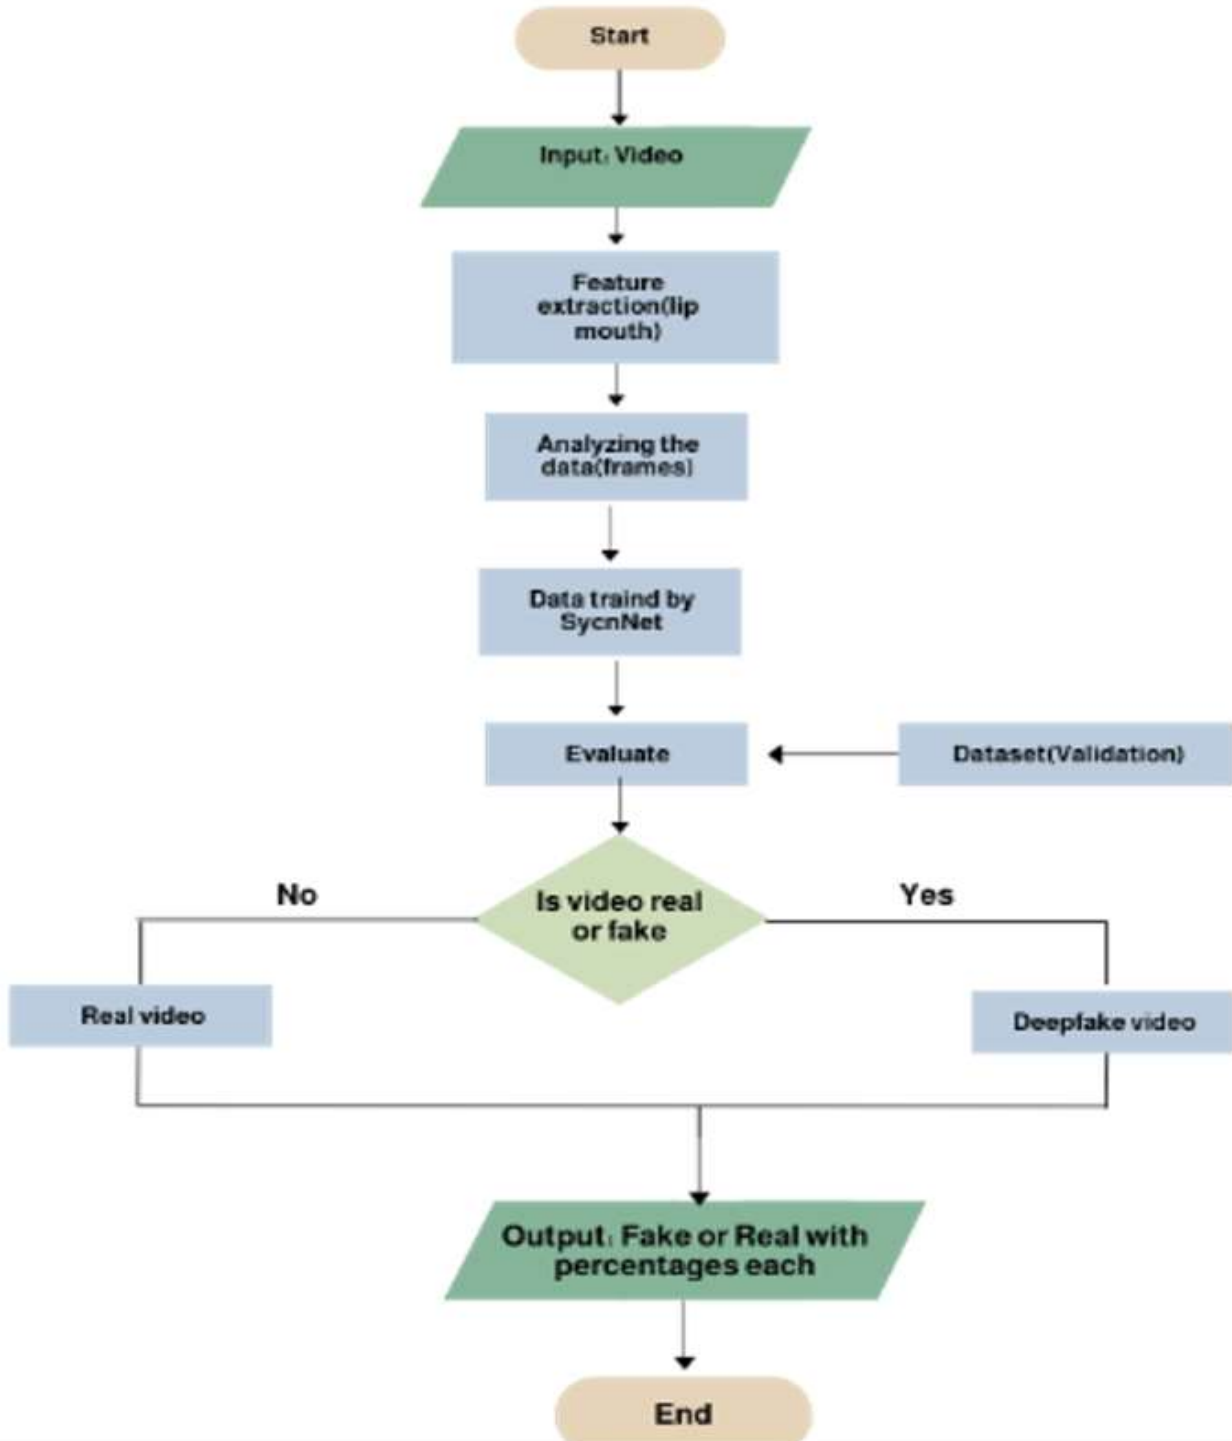 Start
Input: Video
Feature
extraction(lip
mouth)
Analyzing the
data(frames)
Data traind by
SycnNet
Evaluate
Dataset(Validation)
No
Is video real
or fake
Yes
Real video
Deepfake video
Output: Fake or Real with
percentages each
End